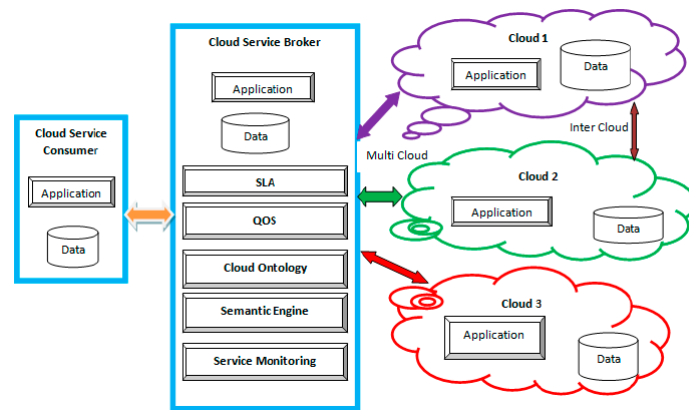 Cloud Service
Consumer
Application
Data
Cloud Service Broker
Application
Data
SLA
QOS
Cloud Ontology
Semantic Engine
Service Monitoring
Multi Cloud
Inter Cloud
Cloud 1
Application
Data
Cloud 2
Application
Data
Cloud 3
Application
Data